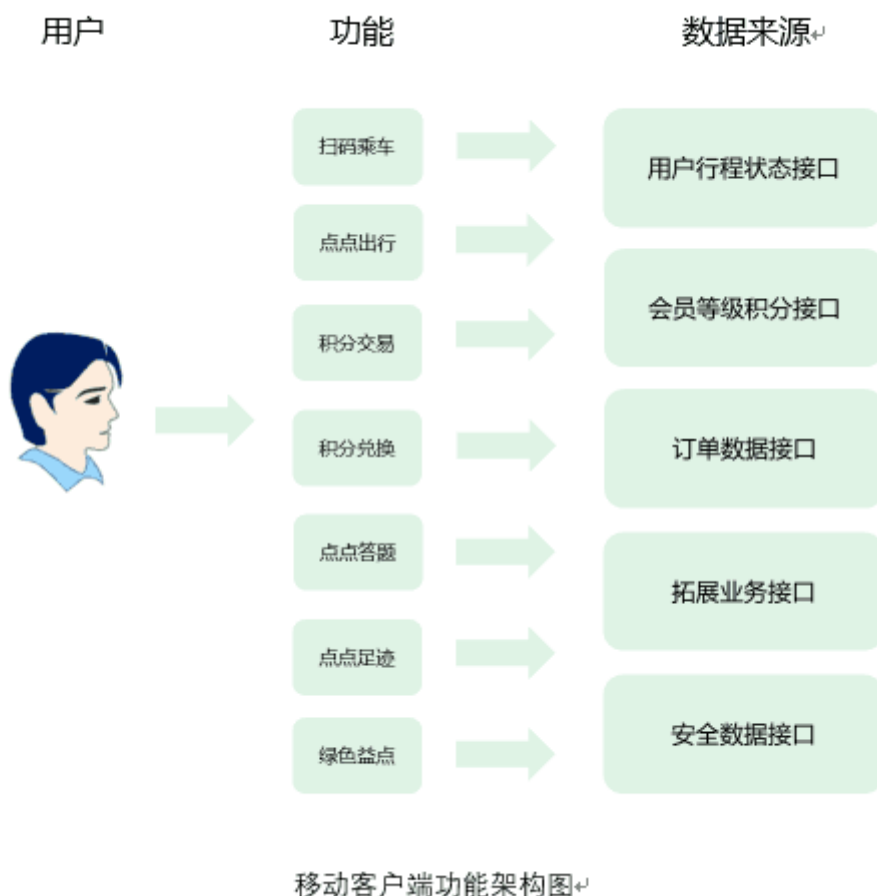 用户
功能
数据来源
扫码乘车
点点出行
积分交易
积分兑换
点点答题
点点足迹
绿色益点
用户行程状态接口
会员等级积分接口
订单数据接口
拓展业务接口
安全数据接口
移动客户端功能架构图